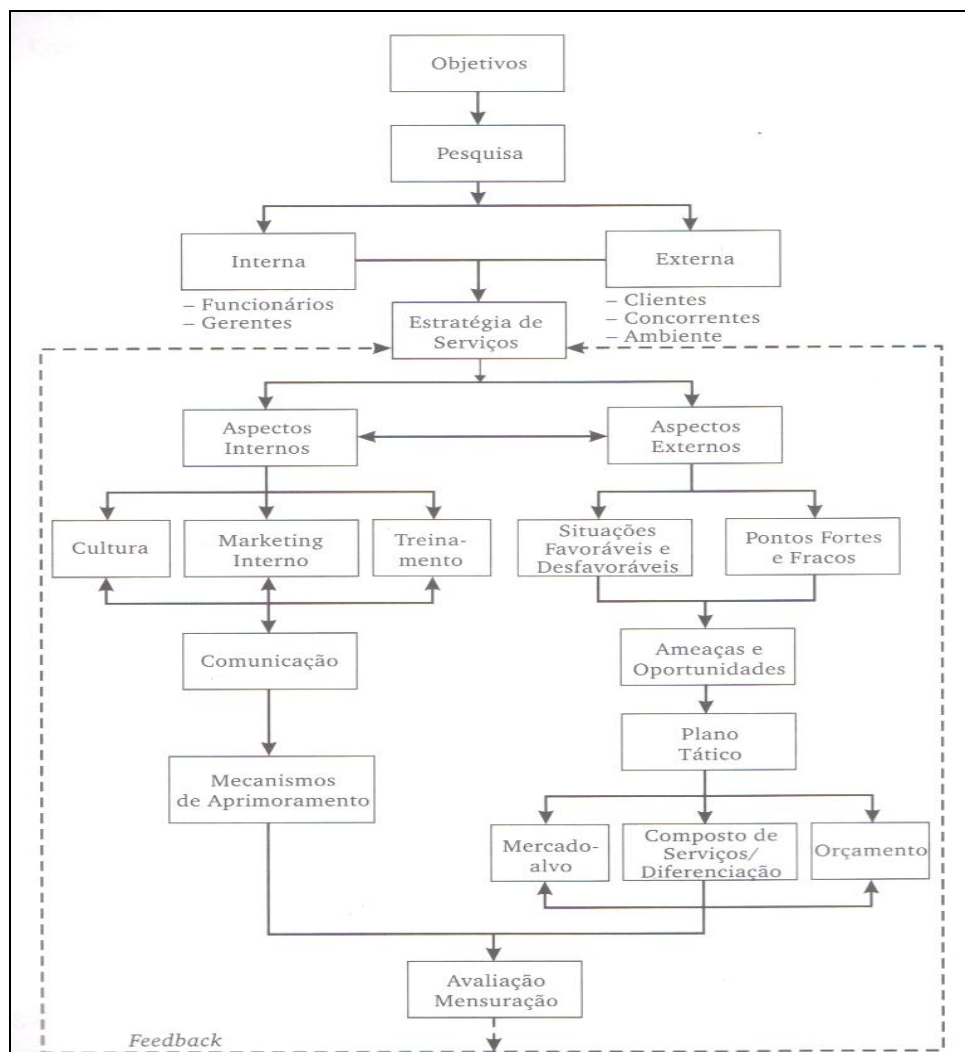 Objetivos
Pesquisa
Interna
Externa
– Funcionários
– Gerentes
– Clientes
– Concorrentes
– Ambiente
Estratégia de
Serviços
Aspectos
Internos
Aspectos
Externos
Cultura
Marketing
Interno
Treina-
mento
Situações
Favoráveis e
Desfavoráveis
Pontos Fortes
e Fracos
Comunicação
Ameaças e
Oportunidades
Plano
Tático
Mecanismos
de Aprimoramento
Mercado-
alvo
Composto de
Serviços/
Diferenciação
Orçamento
Avaliação
Mensuração
Feedback